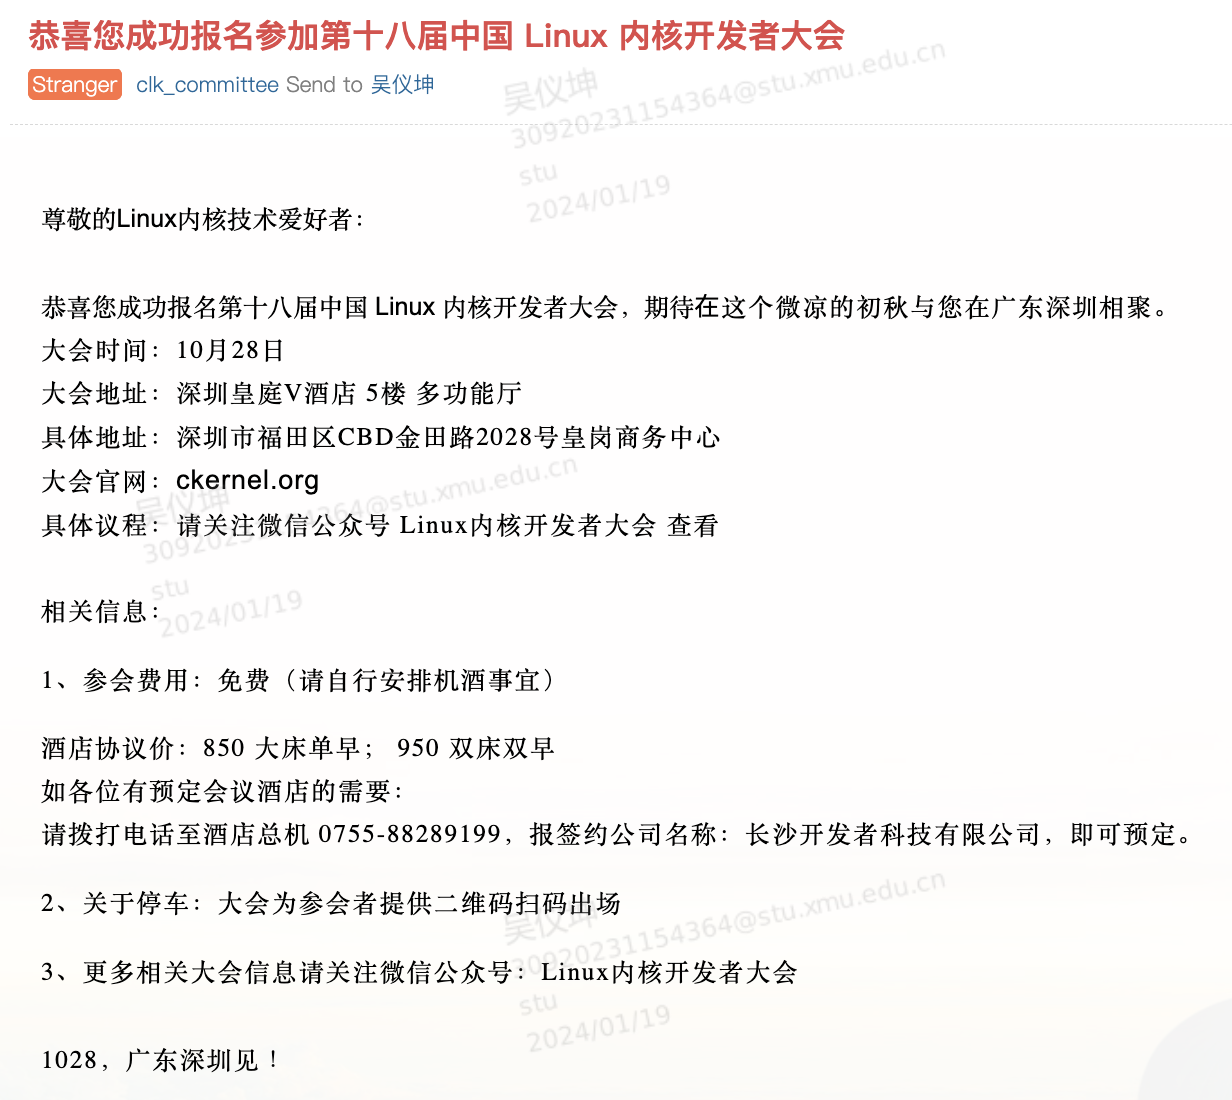 恭喜您成功报名参加第十八届中国 Linux 内核开发者大会
Stranger clk_committee Send to 吴仪坤
吴仪坤
30920231154364@stu.xmu.edu.cn
stu
2024/01/19
尊敬的Linux内核技术爱好者：
恭喜您成功报名第十八届中国 Linux 内核开发者大会，期待在这个微凉的初秋与您在广东深圳相聚。
大会时间：10月28日
大会地址：深圳皇庭V酒店 5楼 多功能厅
具体地址：深圳市福田区CBD金田路2028号皇岗商务中心
大会官网：ckernel.org
吴仪坤
30920231154364@stu.xmu.edu.cn
stu
2024/01/19
具体议程：请关注微信公众号 Linux内核开发者大会 查看
相关信息：
1、参会费用：免费（请自行安排机酒事宜）
酒店协议价：850 大床单早； 950 双床双早
如各位有预定会议酒店的需要：
请拨打电话至酒店总机 0755-88289199，报签约公司名称：长沙开发者科技有限公司，即可预定。
2、关于停车：大会为参会者提供二维码扫码出场
吴仪坤
30920231154364@stu.xmu.edu.cn
stu
2024/01/19
3、更多相关大会信息请关注微信公众号：Linux内核开发者大会
1028，广东深圳见！